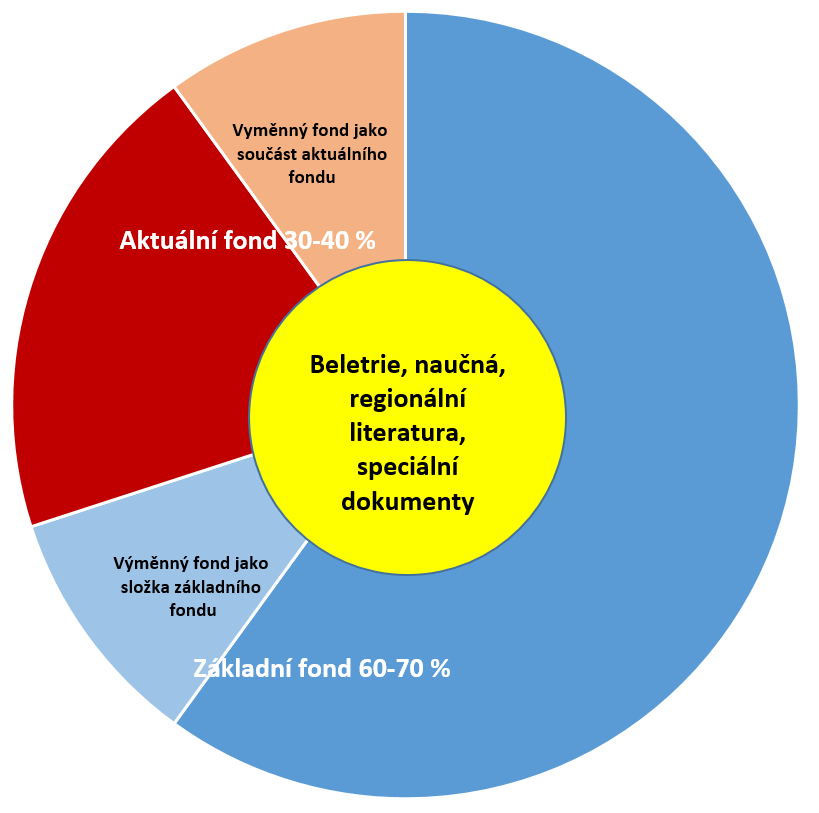 Vyměnný fond jako
součást aktuálního
fondu
Aktuální fond 30-40 %
Beletrie, naučná,
regionální
literatura,
speciální
dokumenty
Výměnný fond jako
složka základního
fondu
Základní fond 60-70 %